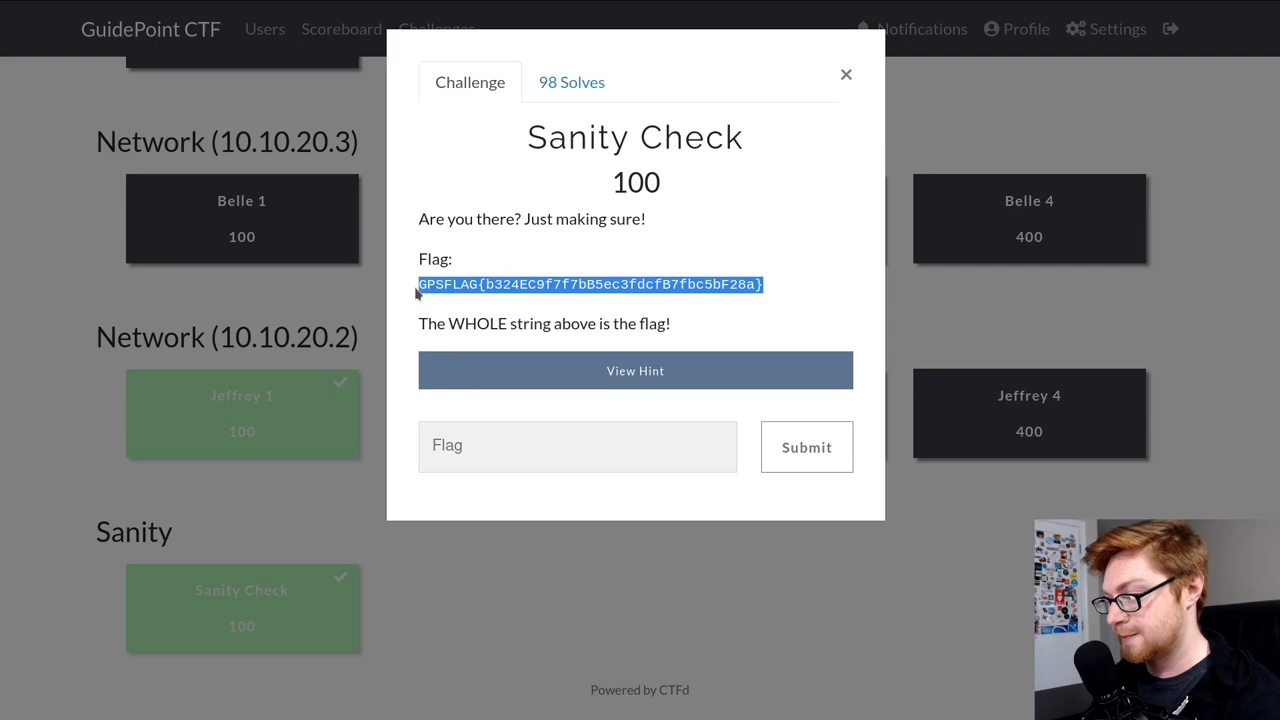 GuidePoint CTF
Users
Scoreboard
Challenges
Notifications
Profile
Settings
Challenge
98 Solves
×
Sanity Check
100
Are you there? Just making sure!
Flag:
GPSFLAG{b324EC9f7f7bB5ec3fdcfB7fbc5bF28a}
The WHOLE string above is the flag!
View Hint
Flag
Submit
Network (10.10.20.3)
Belle 1
100
Belle 4
400
Network (10.10.20.2)
Jeffrey 1
100
Jeffrey 4
400
Sanity
Sanity Check
100
Powered by CTFd